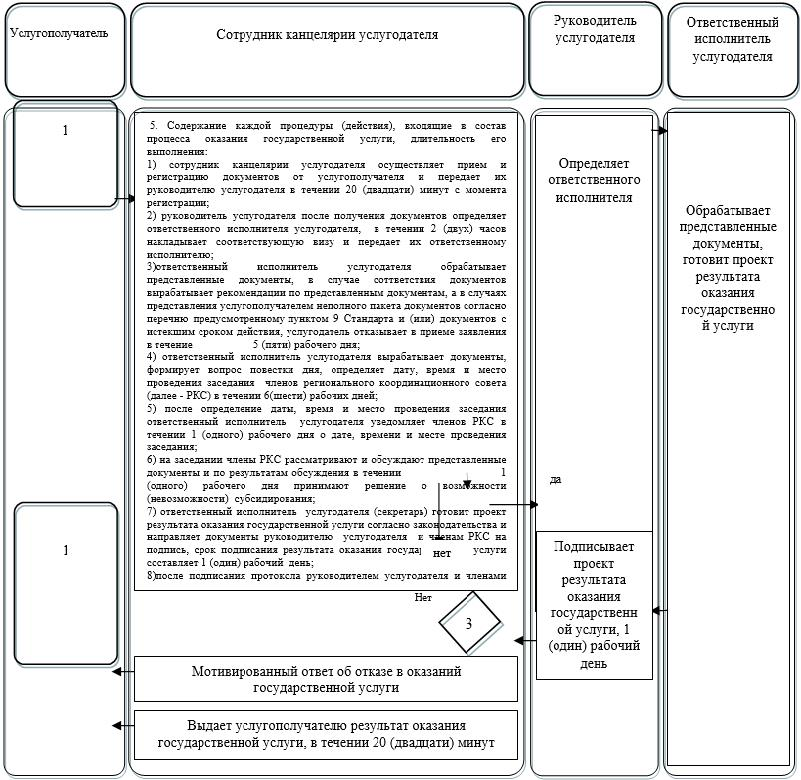 Услугополучатель
Сотрудник канцелярии услугодателя
Руководитель
услугодателя
Ответственный
исполнитель
услугодателя
1
5. Содержание каждой процедуры (действия), входящие в состав
процесса оказания государственной услуги, длительность его
выполнения:
1) сотрудник канцелярии услугодателя осуществляет прием и
регистрацию документов от услугополучателя и передает их
руководителю услугодателя в течении 20 (двадцати) минут с момента
регистрации;
2) руководитель услугодателя после получения документов определяет
ответственного исполнителя услугодателя, в течении 2 (двух) часов
накладывает соответствующую визу и передает их ответственному
исполнителю;
3)ответственный исполнитель услугодателя обрабатывает
представленные документы, в случае соттветствия документов
вырабатывает рекомендации по представленным документам, а в случаях
представления услугополучателем неполного пакета документов согласно
перечню предусмотренному пунктом 9 Стандарта и (или) документов с
истекшим сроком действия, услугодатель отказывает в приеме заявления
в течение 5 (пяти) рабочего дня;
4) ответственный исполнитель услугодателя вырабатывает документы,
формирует вопрос повестки дня, определяет дату, время и место
проведения заседания членов регионального координационного совета
(далее - РКС) в течении 6(шести) рабочих дней;
5) после определение даты, время и место проведения заседания
ответственный исполнитель услугодателя уведомляет членов РКС в
течении 1 (одного) рабочего дня о дате, времени и месте проведения
заседания;
6) на заседании члены РКС рассматривают и обсуждают представленные
документы и по результатам обсуждения в течении 1
(одного) рабочего дня принимают решение о возможности
(невозможности) субсидирования;
7) ответственный исполнитель услугодателя (секретарь) готовит проект
результата оказания государственной услуги согласно законодательства и
направляет документы руководителю услугодателя и членам РКС на
подпись, срок подписания результата оказания госуда услуги
составляет 1 (один) рабочий день;
8)после подписания протокола руководителем услугодателя и членами
нет
Определяет
ответственного
исполнителя
Обрабатывает
представленные
документы,
готовит проект
результата
оказания
государственно
й услуги
да
1
Подписывает
проект
результата
оказания
государственн
ой услуги, 1
(один) рабочий
день
Нет
3
Мотивированный ответ об отказе в оказаний
государственной услуги
Выдает услугополучателю результат оказания
государственной услуги, в течении 20 (двадцати) минут